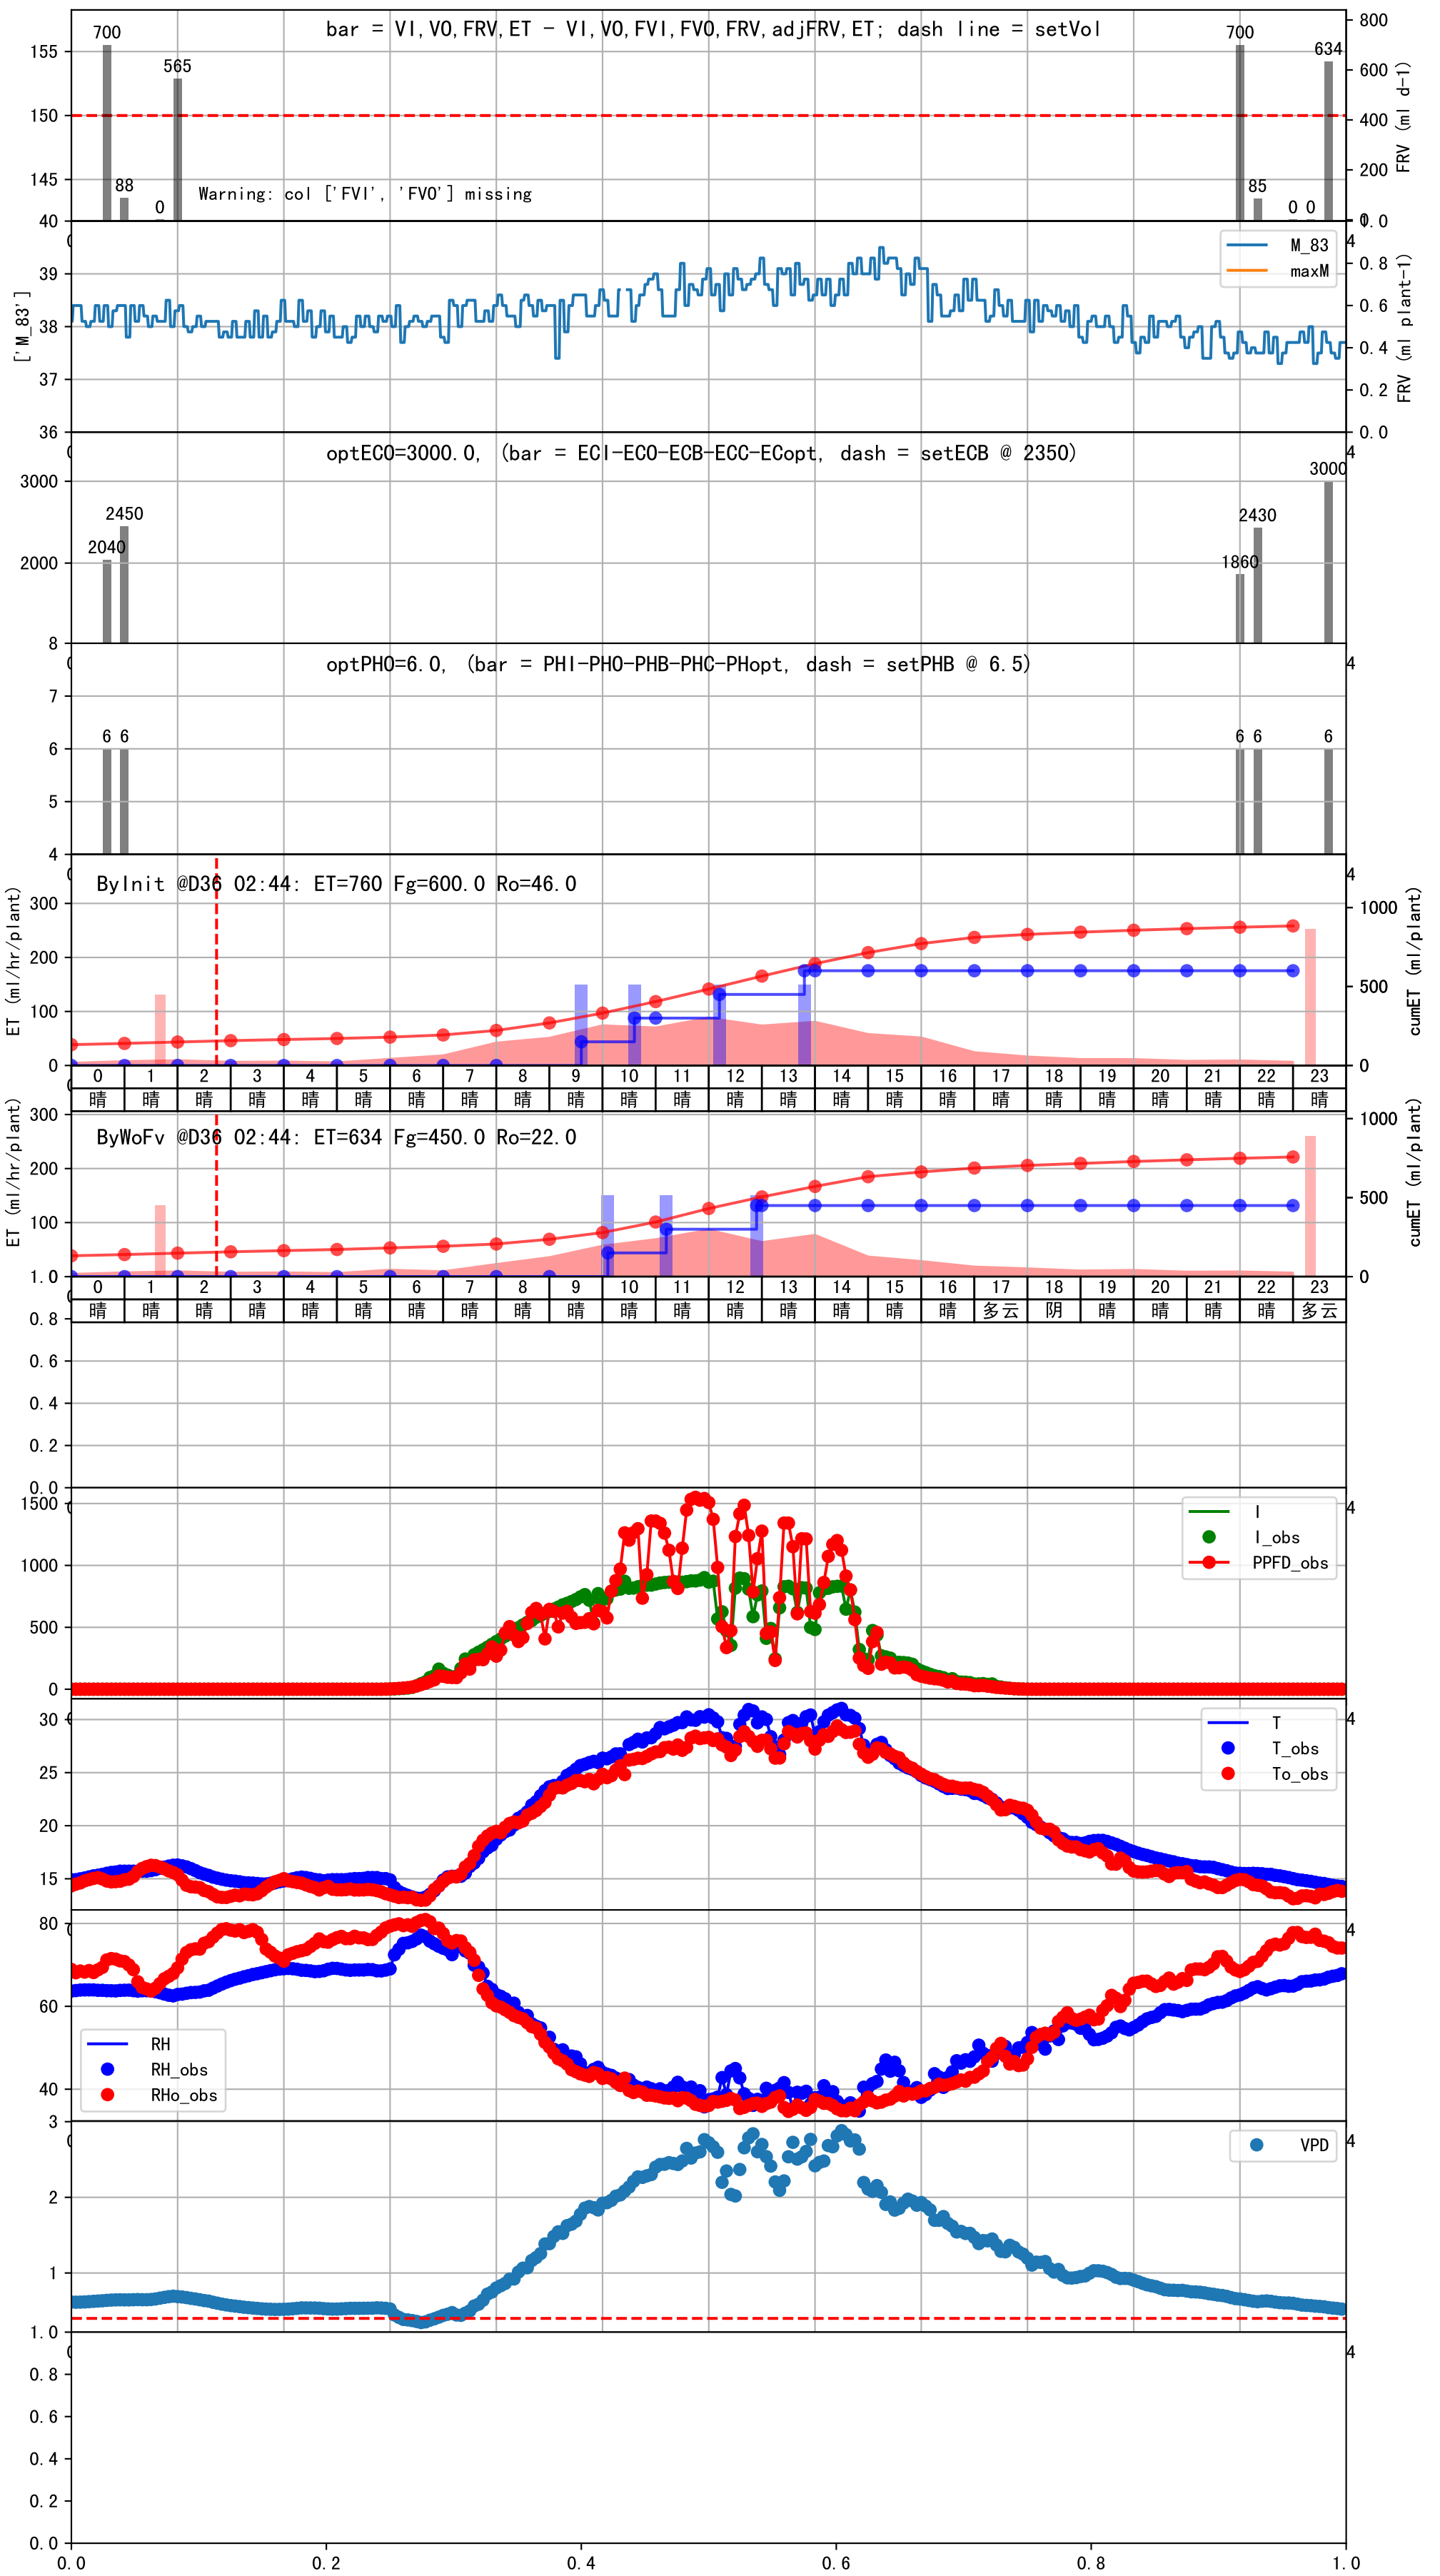 bar = VI,VO,FRV,ET - VI,VO,FVI,FVO,FRV,adjFRV,ET; dash line = setVol
700 88 0 565 700 85 0 0 634
Warning: col ['FVI', 'FVO'] missing
155 150 145
800 600 400 200
FRV (ml d-1)
40 39 38 37 36
['M_83']
M_83
maxM
1.0 0.8 0.6 0.4 0.2 0.0
FRV (ml plant-1)
optECO=3000.0, (bar = ECI-ECO-ECB-ECC-ECopt, dash = setECB @ 2350)
3000 2000
2040 2450 1860 2430 3000
optPHO=6.0, (bar = PHI-PHO-PHB-PHC-PHopt, dash = setPHB @ 6.5)
8 7 6 5 4
6 6 6 6 6
ByInit @D36 02:44: ET=760 Fg=600.0 Ro=46.0
ET (ml/hr/plant)
300 200 100 0
1000 500 0
cumET (ml/plant)
0 1 2 3 4 5 6 7 8 9 10 11 12 13 14 15 16 17 18 19 20 21 22 23
晴 晴 晴 晴 晴 晴 晴 晴 晴 晴 晴 晴 晴 晴 晴 晴 晴 晴 晴 晴 晴 晴 晴 晴
ByWoFv @D36 02:44: ET=634 Fg=450.0 Ro=22.0
ET (ml/hr/plant)
300 200 100
1000 500 0
cumET (ml/plant)
0 1 2 3 4 5 6 7 8 9 10 11 12 13 14 15 16 17 18 19 20 21 22 23
晴 晴 晴 晴 晴 晴 晴 晴 晴 晴 晴 晴 晴 晴 晴 晴 晴 多云 阴 晴 晴 晴 晴 多云
1.0 0.8 0.6 0.4 0.2 0.0
1500 1000 500 0
I
I_obs
PPFD_obs
30 25 20 15
T
T_obs
To_obs
80 60 40
RH
RH_obs
RHo_obs
3 2 1
VPD
1.0 0.8 0.6 0.4 0.2 0.0
0.0 0.2 0.4 0.6 0.8 1.0